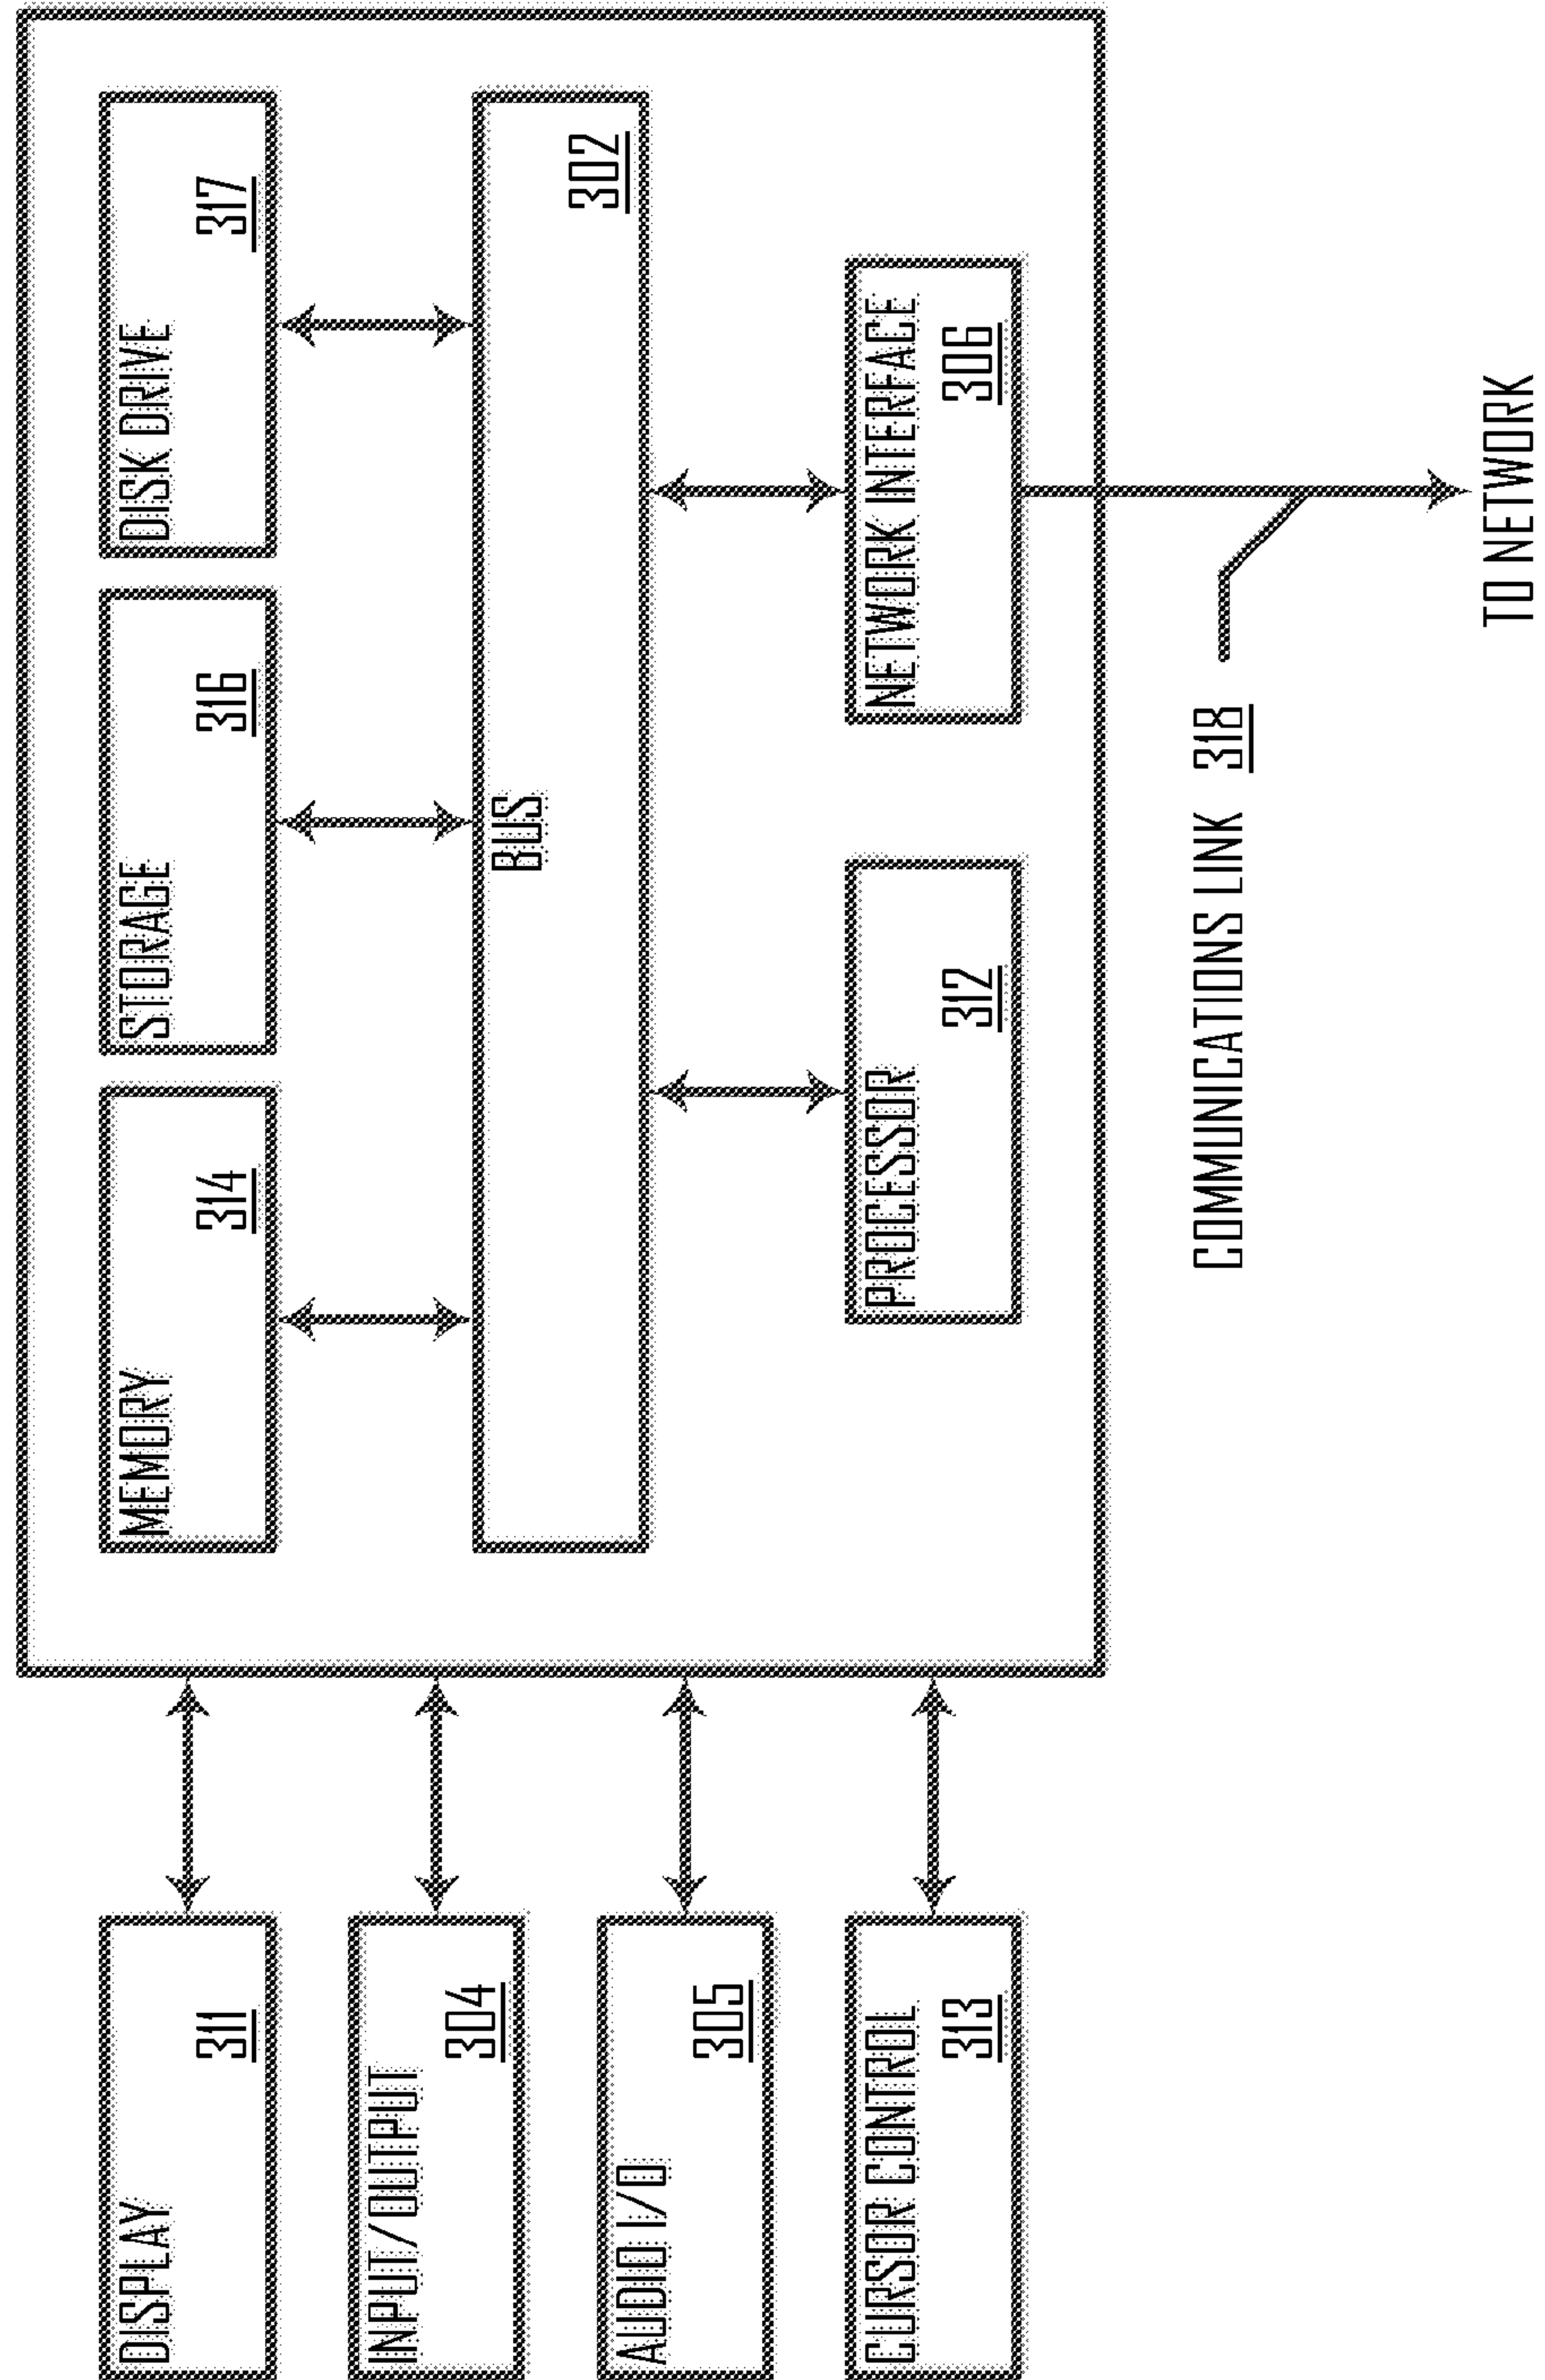 DISPLAY
311
INPUT/OUTPUT
304
AUDIO I/O
305
CURSOR CONTROL
313
MEMORY
314
STORAGE
316
DISK DRIVE
317
BUS
302
PROCESSOR
312
NETWORK INTERFACE
306
COMMUNICATIONS LINK 318
TO NETWORK